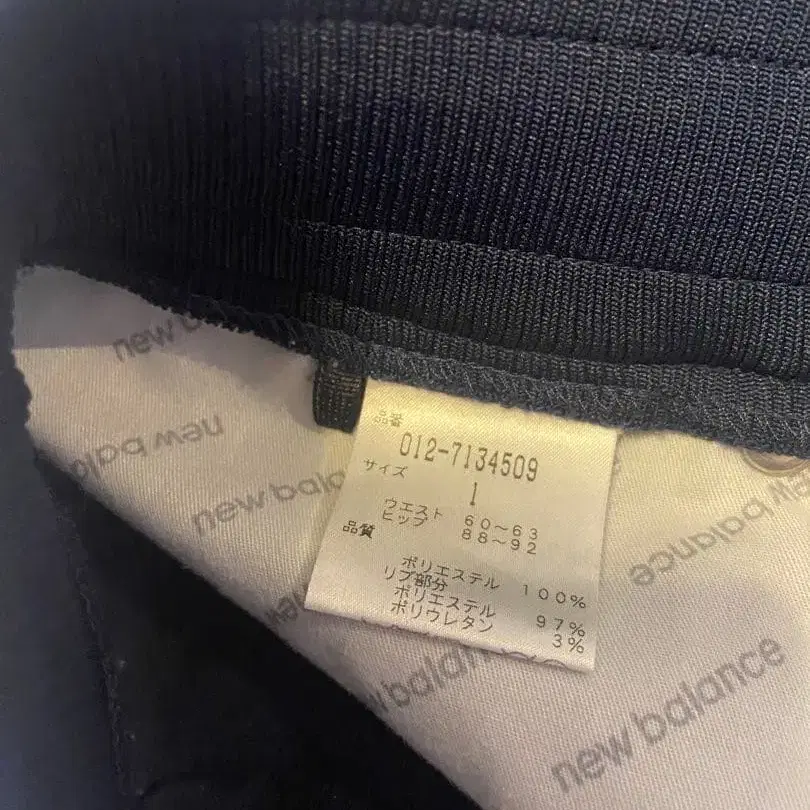 new ba
new balance
new balance
品番
012-7134509
サイズ
1
ウエスト 60～63
ヒップ 88～92
品質
ポリエステル 100%
リブ部分
ポリエステル 97%
ポリウレタン 3%
balance
new balance
new balance